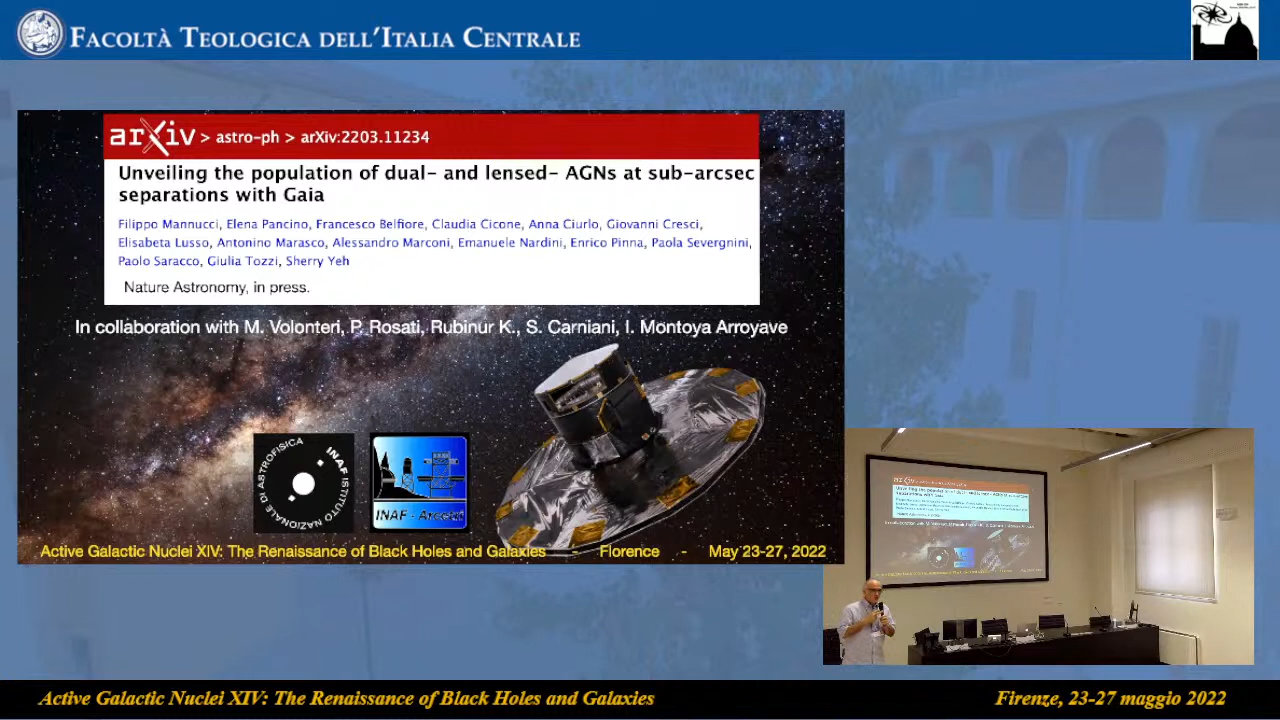 FACOLTÀ TEOLOGICA DELL'ITALIA CENTRALE
arXiv > astro-ph > arXiv:2203.11234
Unveiling the population of dual- and lensed- AGNs at sub-arcsec
separations with Gaia
Filippo Mannucci, Elena Pancino, Francesco Belfiore, Claudia Cicone, Anna Ciurlo, Giovanni Cresci,
Elisabeta Lusso, Antonino Marasco, Alessandro Marconi, Emanuele Nardini, Enrico Pinna, Paola Severgnini,
Paolo Saracco, Giulia Tozzi, Sherry Yeh
Nature Astronomy, in press.
In collaboration with M. Volonteri, P. Rosati, Rubinur K., S. Carniani, I. Montoya Arroyave
INAF ISTITUTO NAZIONALE DI ASTROFISICA
INAF - Arcetri
Active Galactic Nuclei XIV: The Renaissance of Black Holes and Galaxies - Florence - May 23-27, 2022
Active Galactic Nuclei XIV: The Renaissance of Black Holes and Galaxies
Firenze, 23-27 maggio 2022